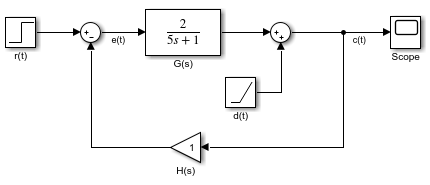 2
5s + 1
+
−
+
+
r(t)
e(t)
G(s)
c(t)
Scope
d(t)
1
H(s)